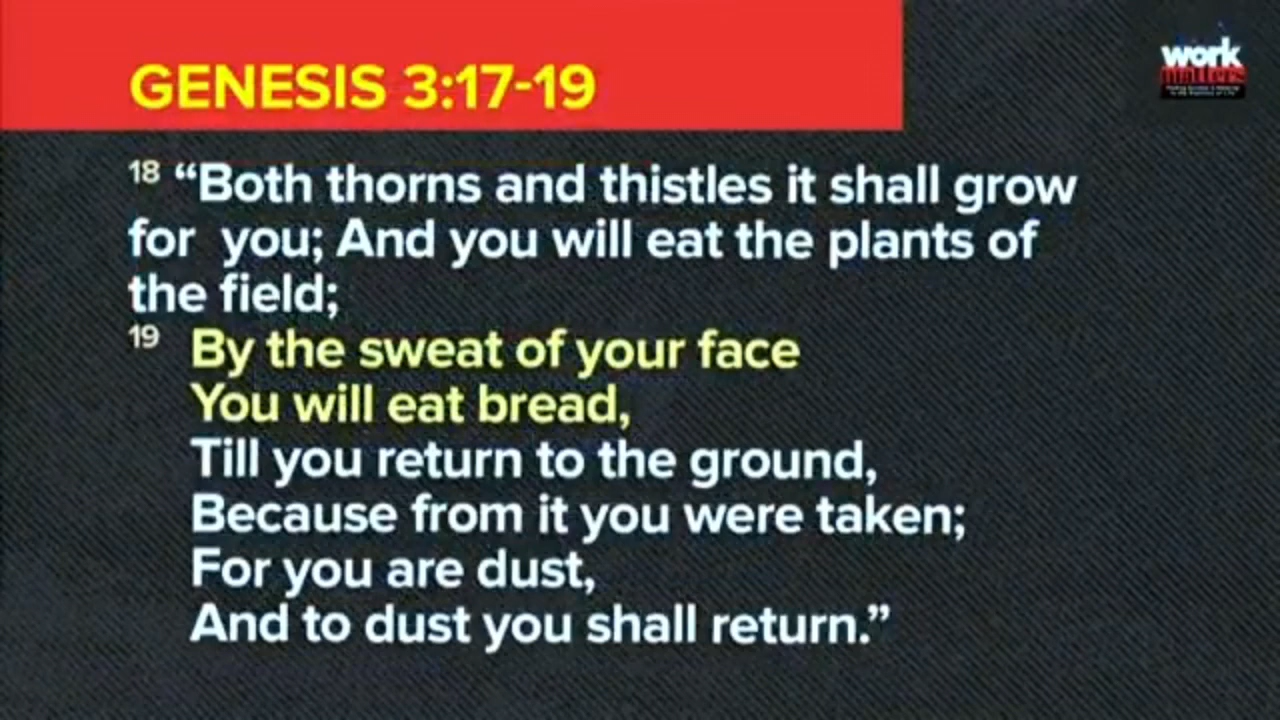 GENESIS 3:17-19
work
matters
18 “Both thorns and thistles it shall grow
for you; And you will eat the plants of
the field;
19 By the sweat of your face
You will eat bread,
Till you return to the ground,
Because from it you were taken;
For you are dust,
And to dust you shall return.”